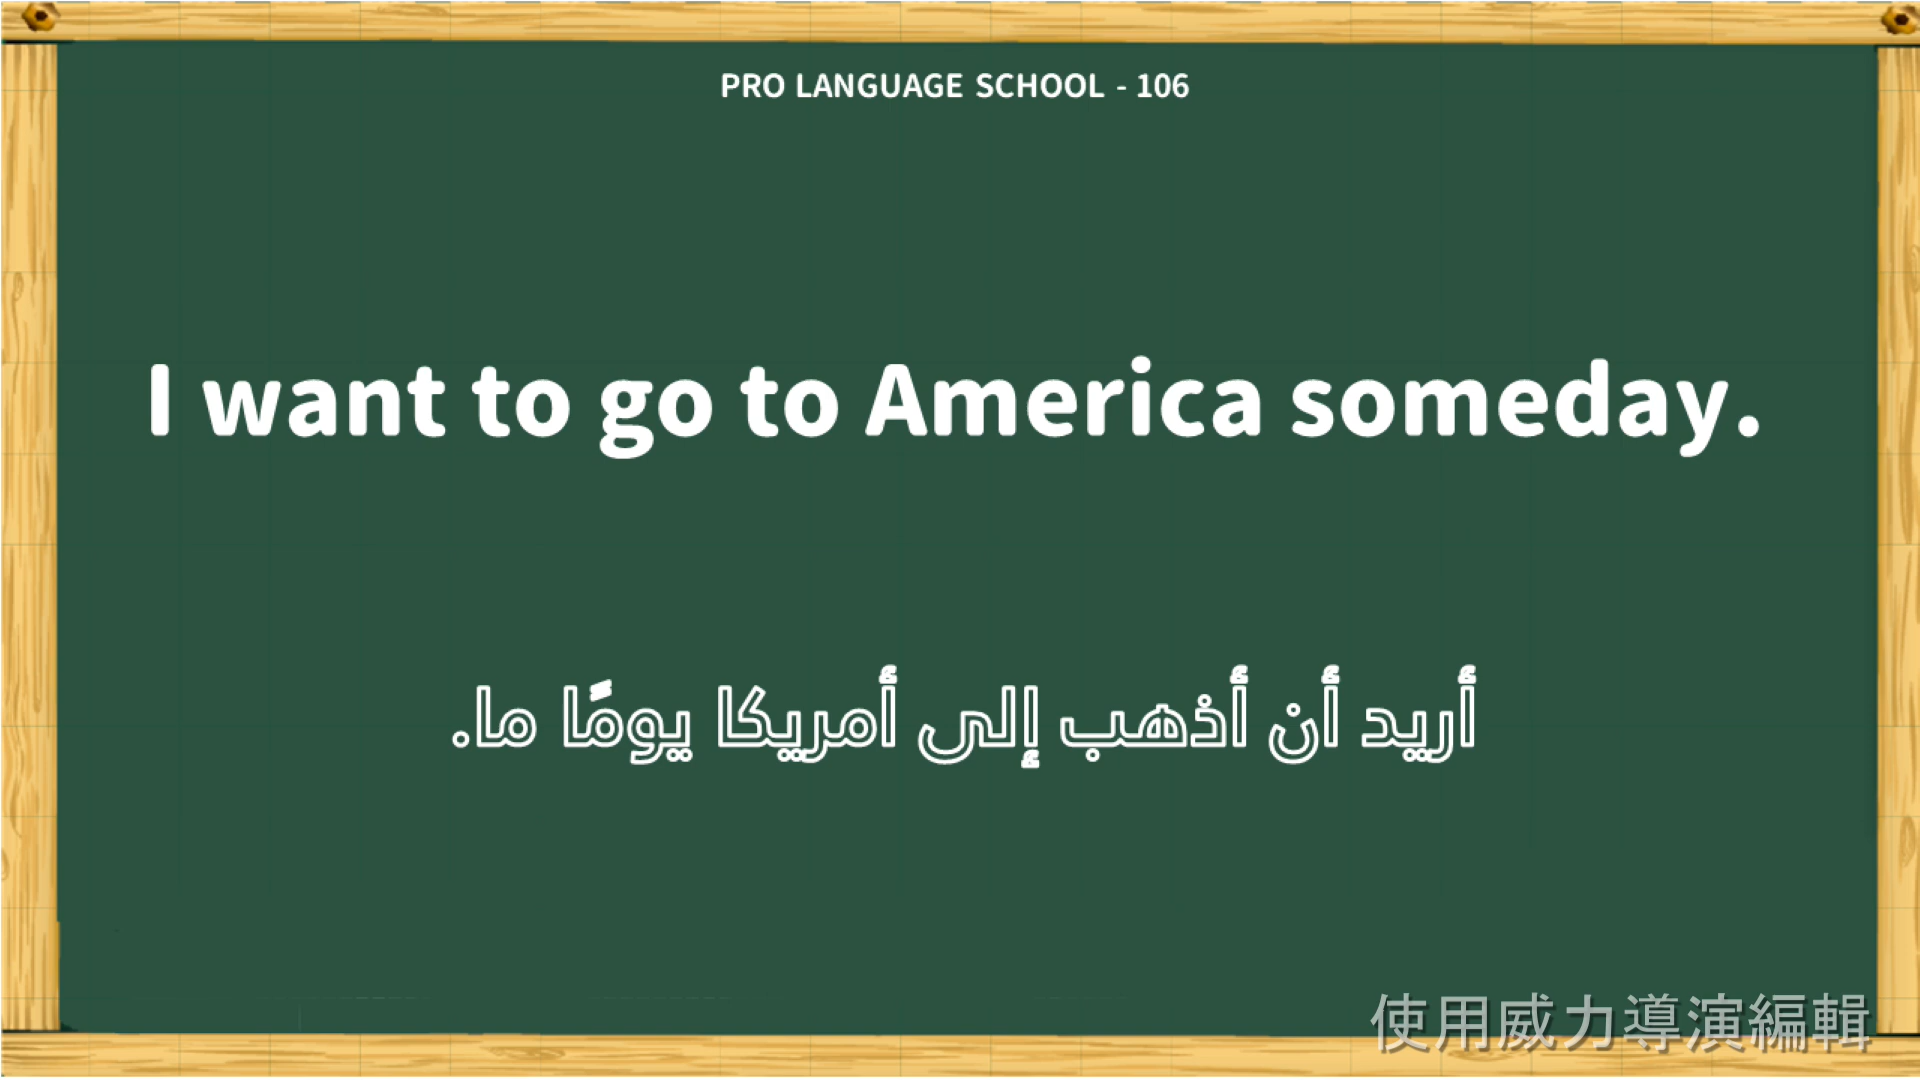 PRO LANGUAGE SCHOOL - 106
I want to go to America someday.
أريد أن أذهب إلى أمريكا يومًا ما.
使用威力導演編輯